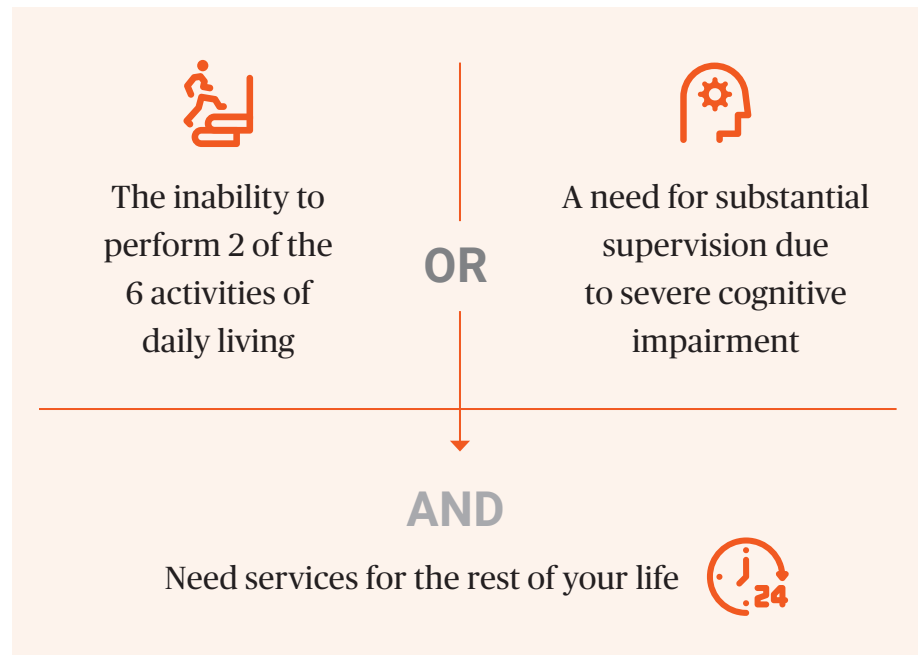 The inability to
perform 2 of the
6 activities of
daily living
OR
A need for substantial
supervision due
to severe cognitive
impairment
AND
Need services for the rest of your life
24